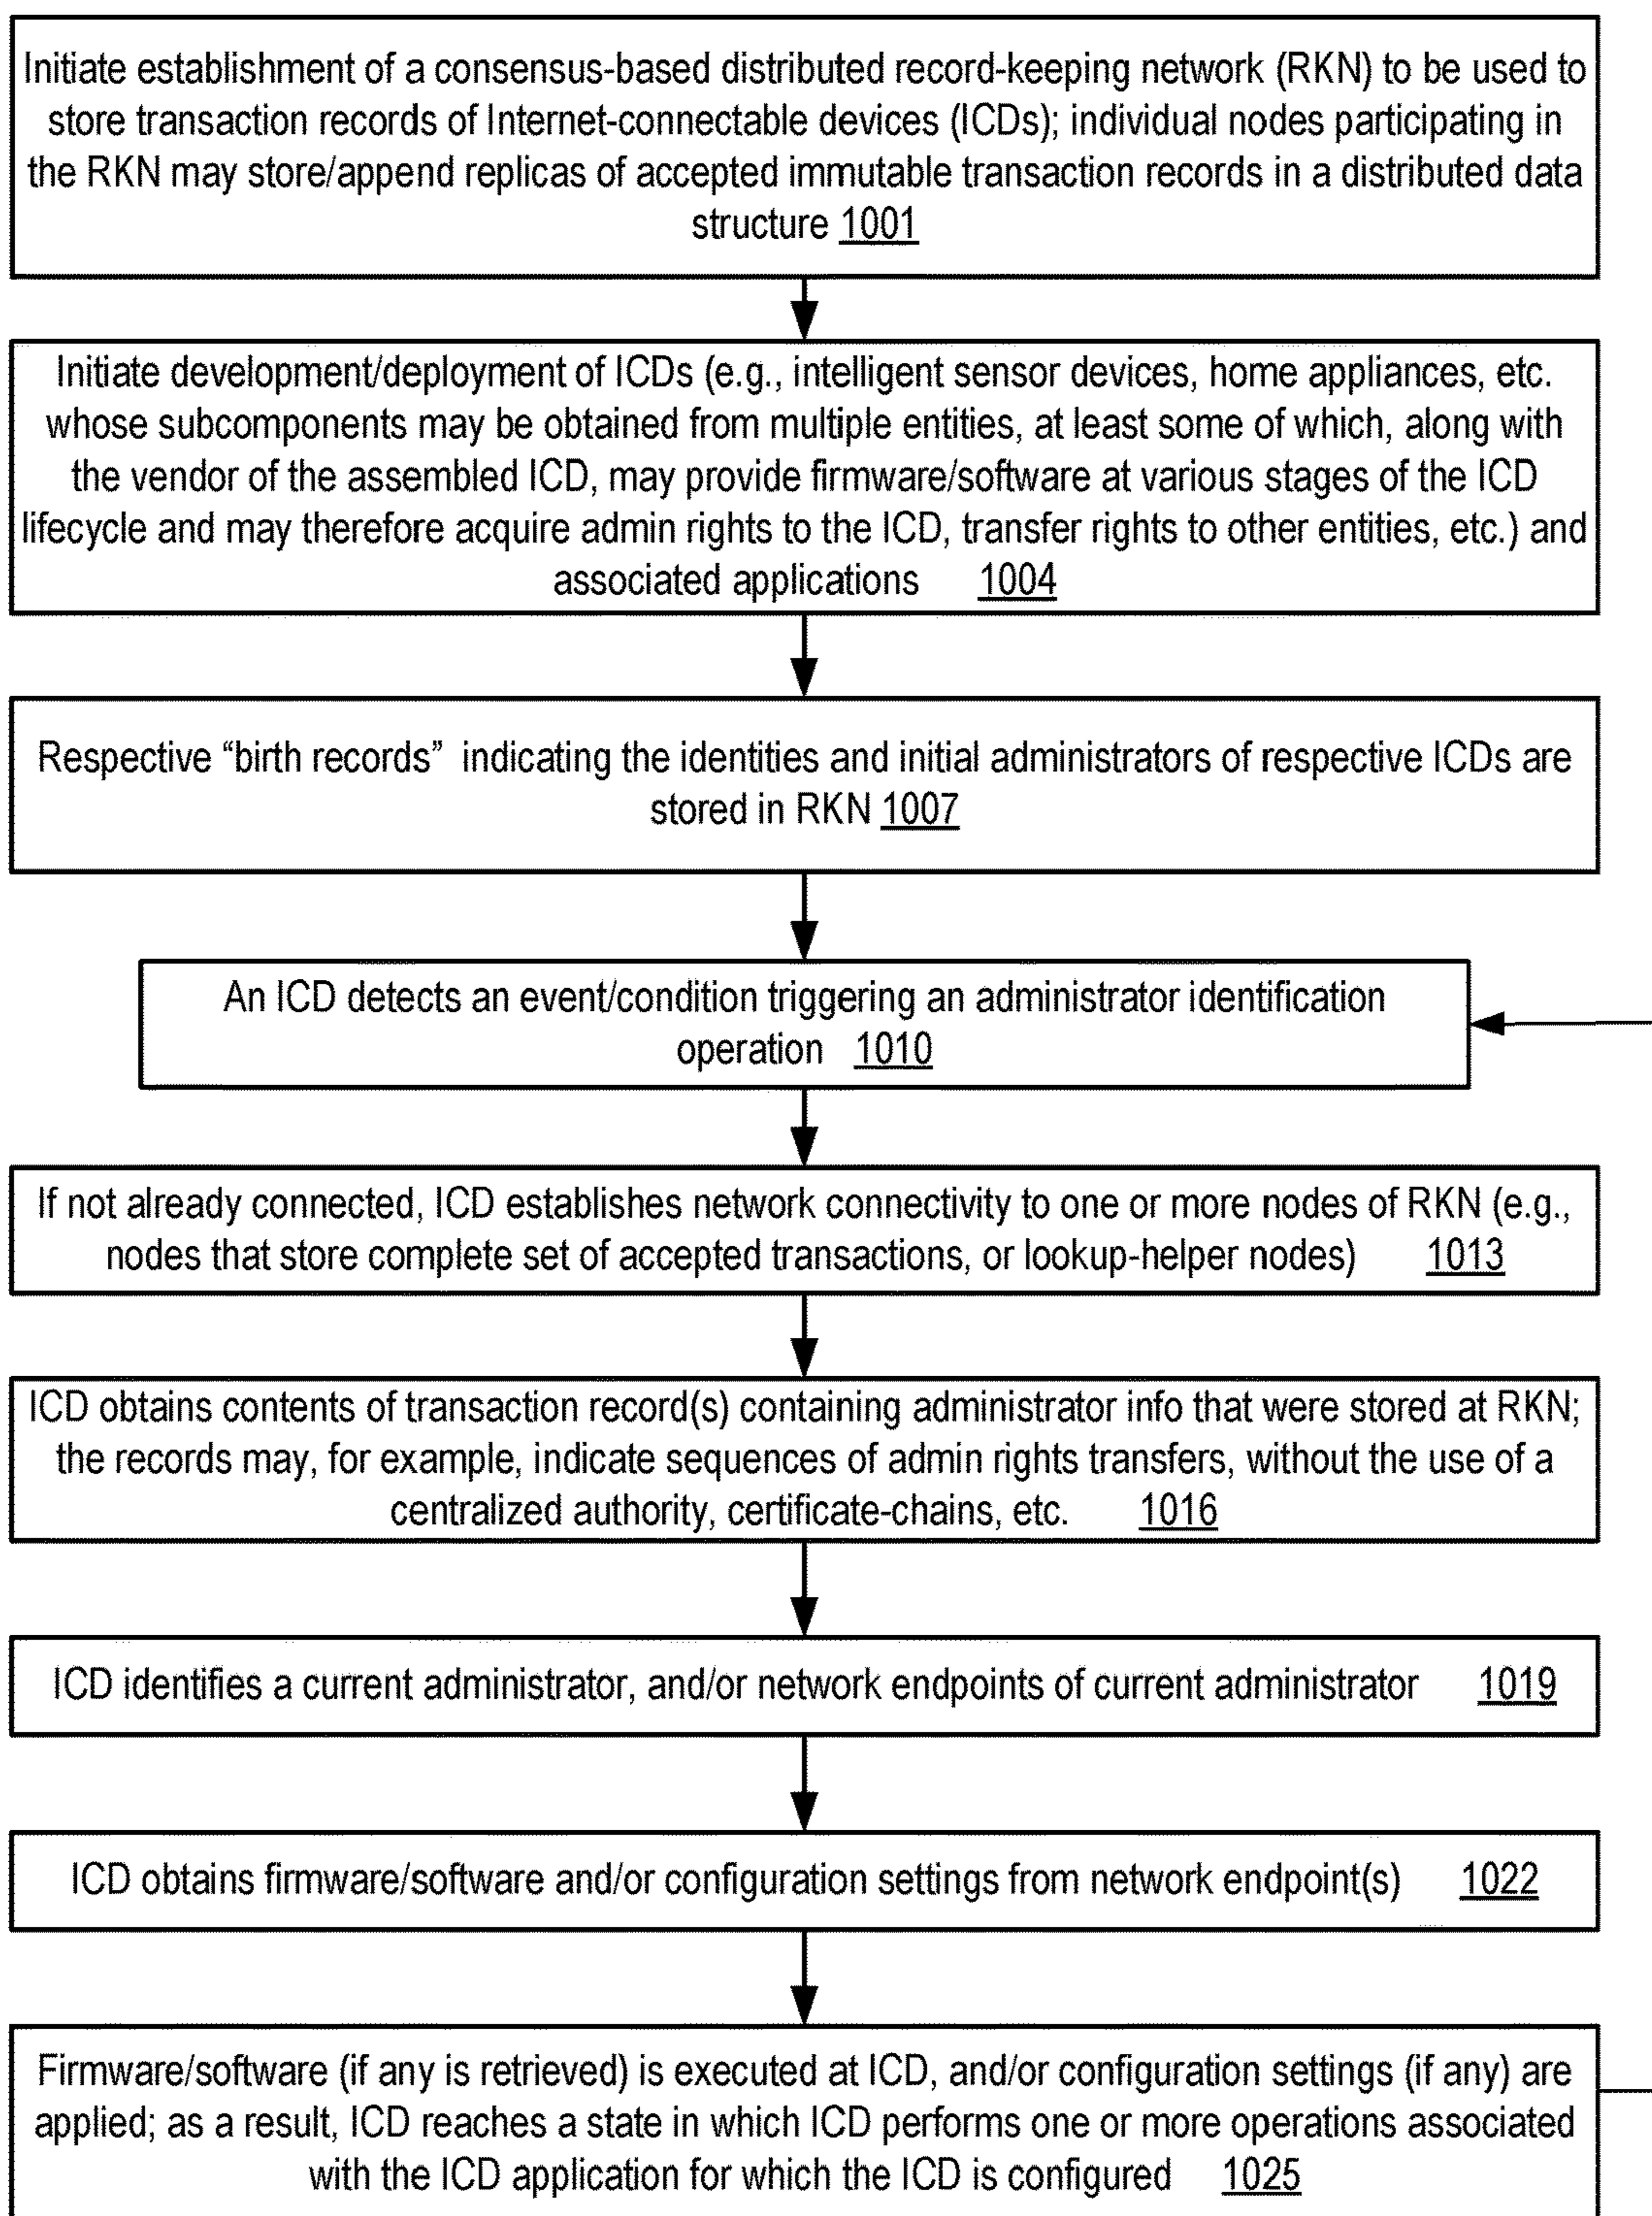 Initiate establishment of a consensus-based distributed record-keeping network (RKN) to be used to
store transaction records of Internet-connectable devices (ICDs); individual nodes participating in
the RKN may store/append replicas of accepted immutable transaction records in a distributed data
structure 1001
Initiate development/deployment of ICDs (e.g., intelligent sensor devices, home appliances, etc.
whose subcomponents may be obtained from multiple entities, at least some of which, along with
the vendor of the assembled ICD, may provide firmware/software at various stages of the ICD
lifecycle and may therefore acquire admin rights to the ICD, transfer rights to other entities, etc.) and
associated applications 1004
Respective “birth records” indicating the identities and initial administrators of respective ICDs are
stored in RKN 1007
An ICD detects an event/condition triggering an administrator identification
operation 1010
If not already connected, ICD establishes network connectivity to one or more nodes of RKN (e.g.,
nodes that store complete set of accepted transactions, or lookup-helper nodes) 1013
ICD obtains contents of transaction record(s) containing administrator info that were stored at RKN;
the records may, for example, indicate sequences of admin rights transfers, without the use of a
centralized authority, certificate-chains, etc. 1016
ICD identifies a current administrator, and/or network endpoints of current administrator 1019
ICD obtains firmware/software and/or configuration settings from network endpoint(s) 1022
Firmware/software (if any is retrieved) is executed at ICD, and/or configuration settings (if any) are
applied; as a result, ICD reaches a state in which ICD performs one or more operations associated
with the ICD application for which the ICD is configured 1025